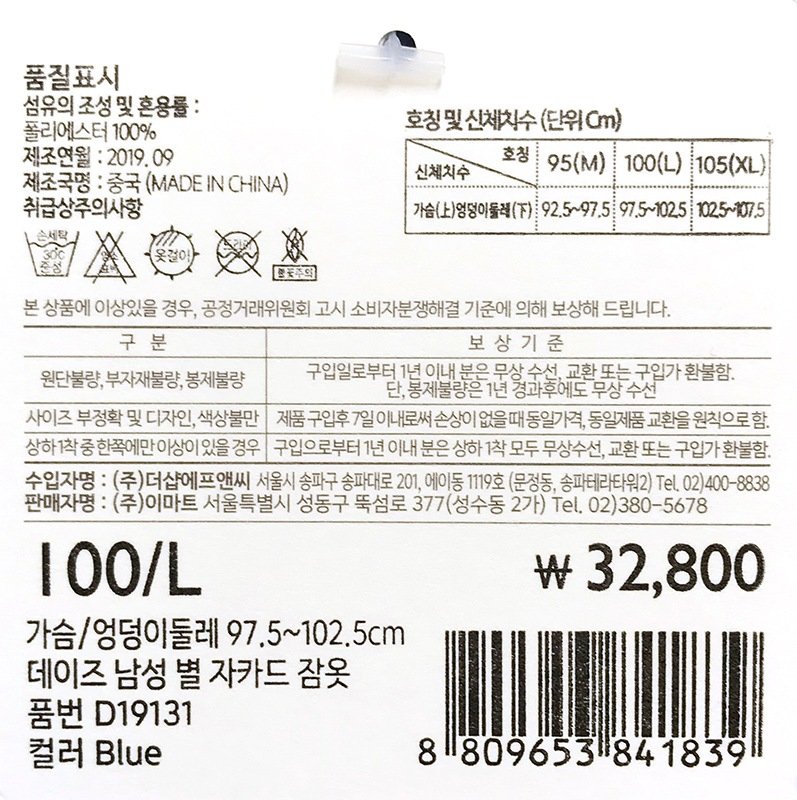 품질표시
섬유의 조성 및 혼용률 :
폴리에스터 100%
제조연월 : 2019. 09
제조국명 : 중국 (MADE IN CHINA)
취급상주의사항
호칭 및 신체치수 (단위 Cm)
호칭
신체치수
95(M) 100(L) 105(XL)
가슴(上)엉덩이둘레(下) 92.5~97.5 97.5~102.5 102.5~107.5
손세탁
30℃
중성
염소
표백
옷걸이
드라이
불꽃주의
본 상품에 이상있을 경우, 공정거래위원회 고시 소비자분쟁해결 기준에 의해 보상해 드립니다.
구 분 보 상 기 준
원단불량, 부자재불량, 봉제불량 구입일로부터 1년 이내 분은 무상 수선, 교환 또는 구입가 환불함.
단, 봉제불량은 1년 경과후에도 무상 수선
사이즈 부정확 및 디자인, 색상불만 제품 구입후 7일 이내로써 손상이 없을 때 동일가격, 동일제품 교환을 원칙으로 함.
상하 1착 중 한쪽에만 이상이 있을 경우 구입으로부터 1년 이내 분은 상하 1착 모두 무상수선, 교환 또는 구입가 환불함.
수입자명 : (주)더샵에프앤씨 서울시 송파구 송파대로 201, 에이동 1119호 (문정동, 송파테라타워2) Tel. 02)400-8838
판매자명 : (주)이마트 서울특별시 성동구 뚝섬로 377(성수동 2가) Tel. 02)380-5678
100/L ₩ 32,800
가슴/엉덩이둘레 97.5~102.5cm
데이즈 남성 별 자카드 잠옷
품번 D19131
컬러 Blue
8 809653 841839